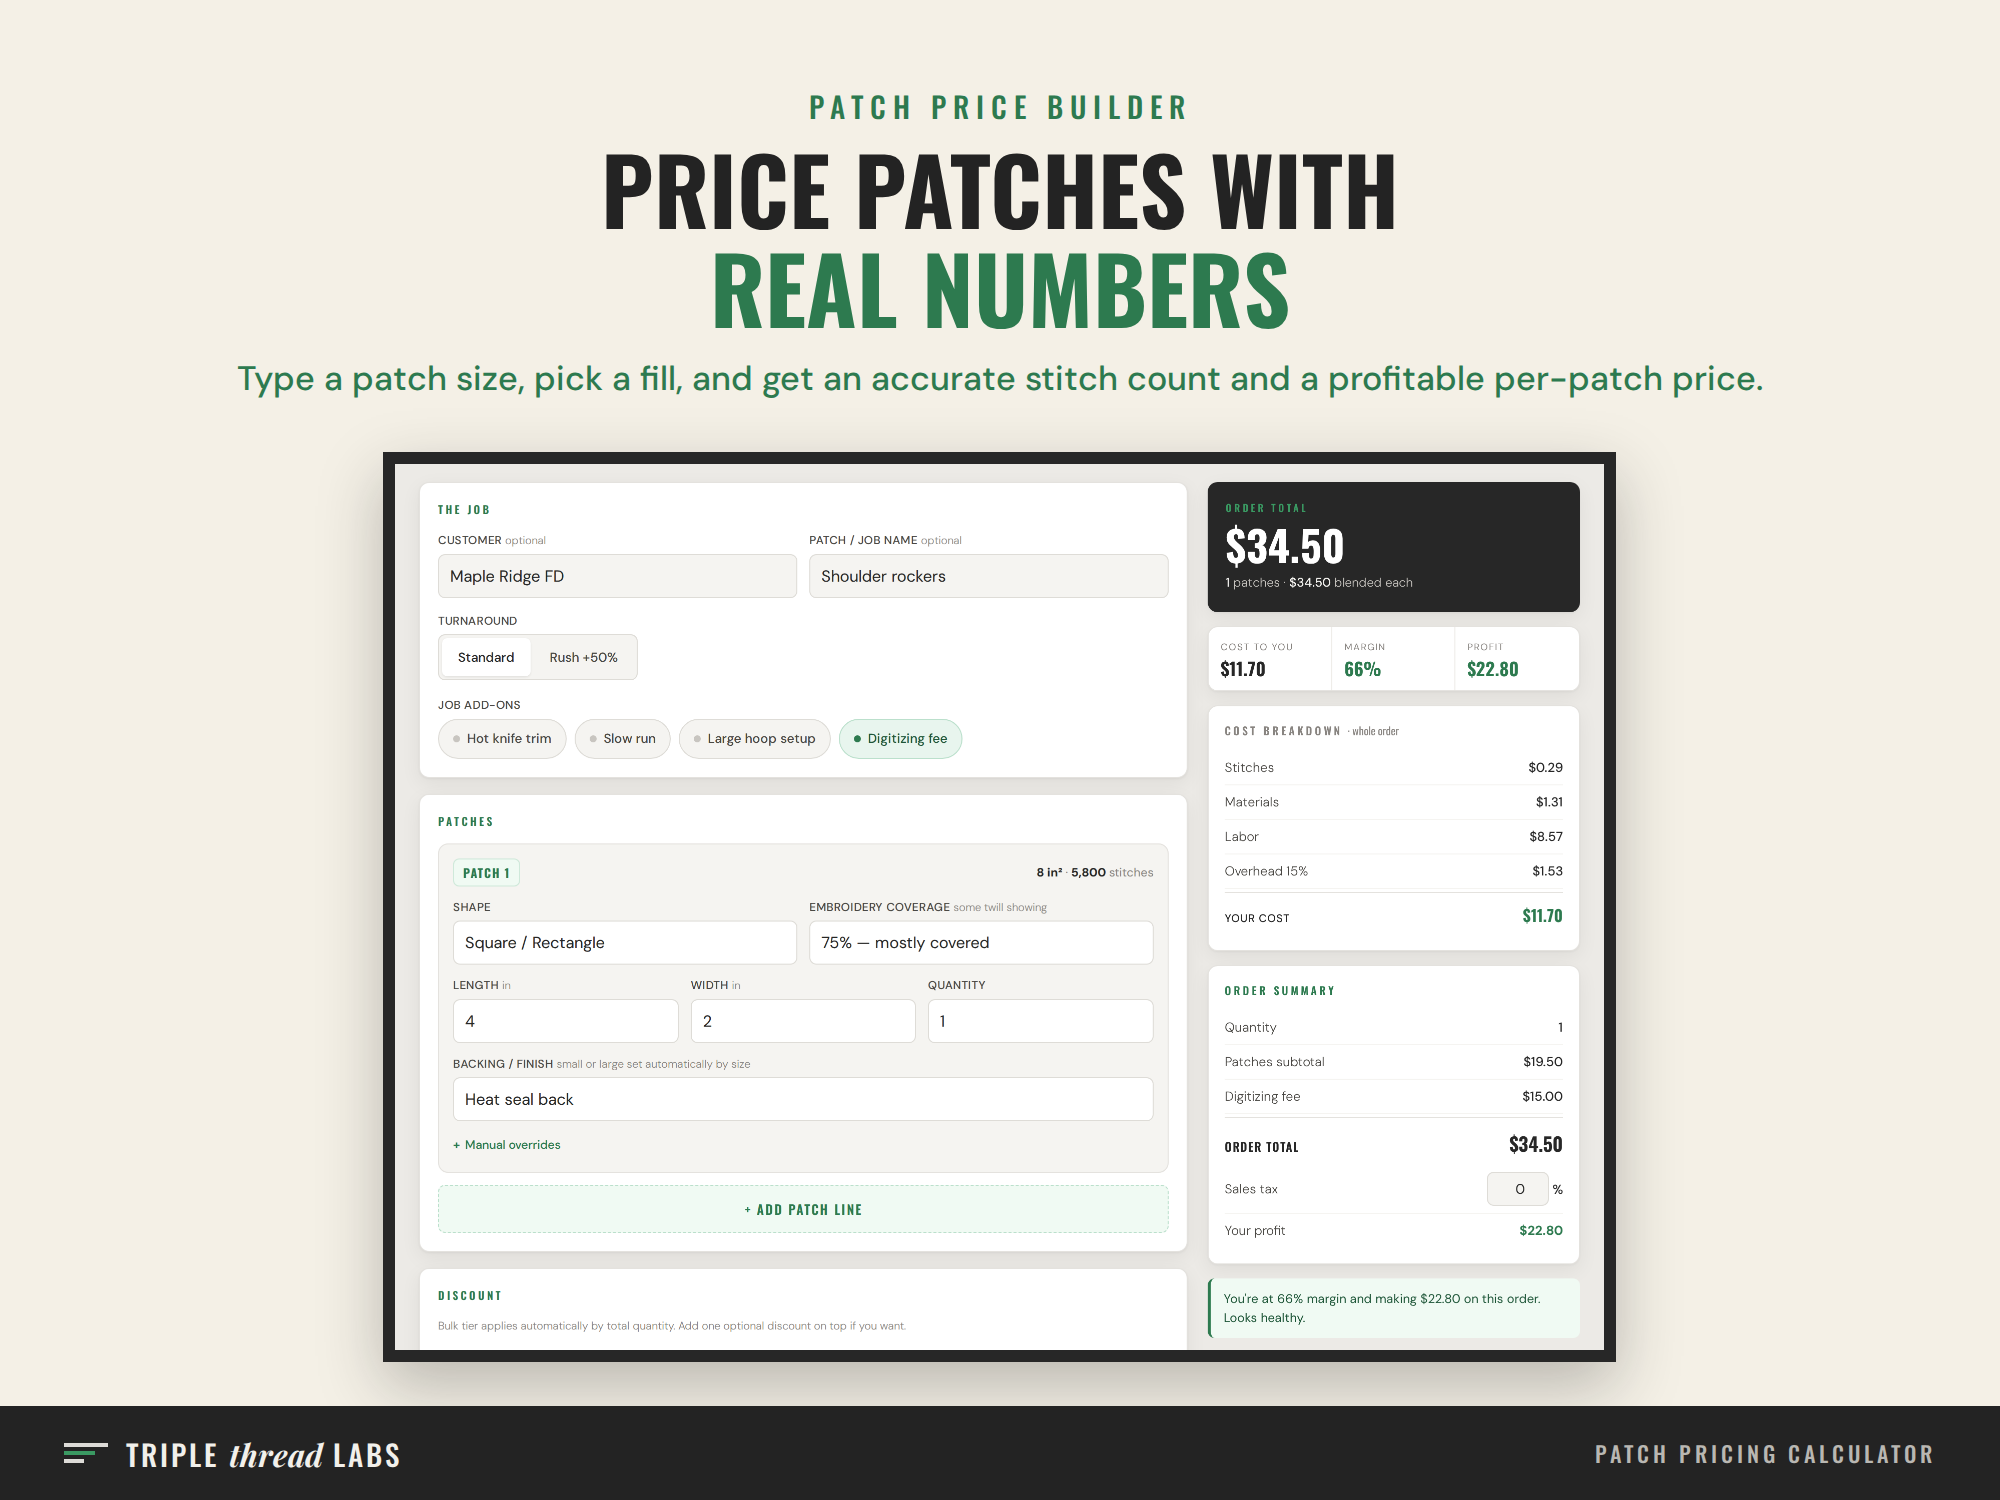 PATCH PRICE BUILDER
PRICE PATCHES WITH
REAL NUMBERS
Type a patch size, pick a fill, and get an accurate stitch count and a profitable per-patch price.
THE JOB
CUSTOMER optional
PATCH / JOB NAME optional
Maple Ridge FD
Shoulder rockers
TURNAROUND
Standard
Rush +50%
JOB ADD-ONS
Hot knife trim
Slow run
Large hoop setup
Digitizing fee
PATCHES
PATCH 1
8 in² · 5,800 stitches
SHAPE
EMBROIDERY COVERAGE some twill showing
Square / Rectangle
75% — mostly covered
LENGTH in
WIDTH in
QUANTITY
4
2
1
BACKING / FINISH small or large set automatically by size
Heat seal back
+ Manual overrides
+ ADD PATCH LINE
DISCOUNT
Bulk tier applies automatically by total quantity. Add one optional discount on top if you want.
ORDER TOTAL
$34.50
1 patches · $34.50 blended each
COST TO YOU
MARGIN
PROFIT
$11.70
66%
$22.80
COST BREAKDOWN · whole order
Stitches $0.29
Materials $1.31
Labor $8.57
Overhead 15% $1.53
YOUR COST $11.70
ORDER SUMMARY
Quantity 1
Patches subtotal $19.50
Digitizing fee $15.00
ORDER TOTAL $34.50
Sales tax 0 %
Your profit $22.80
You're at 66% margin and making $22.80 on this order.
Looks healthy.
TRIPLE thread LABS
PATCH PRICING CALCULATOR